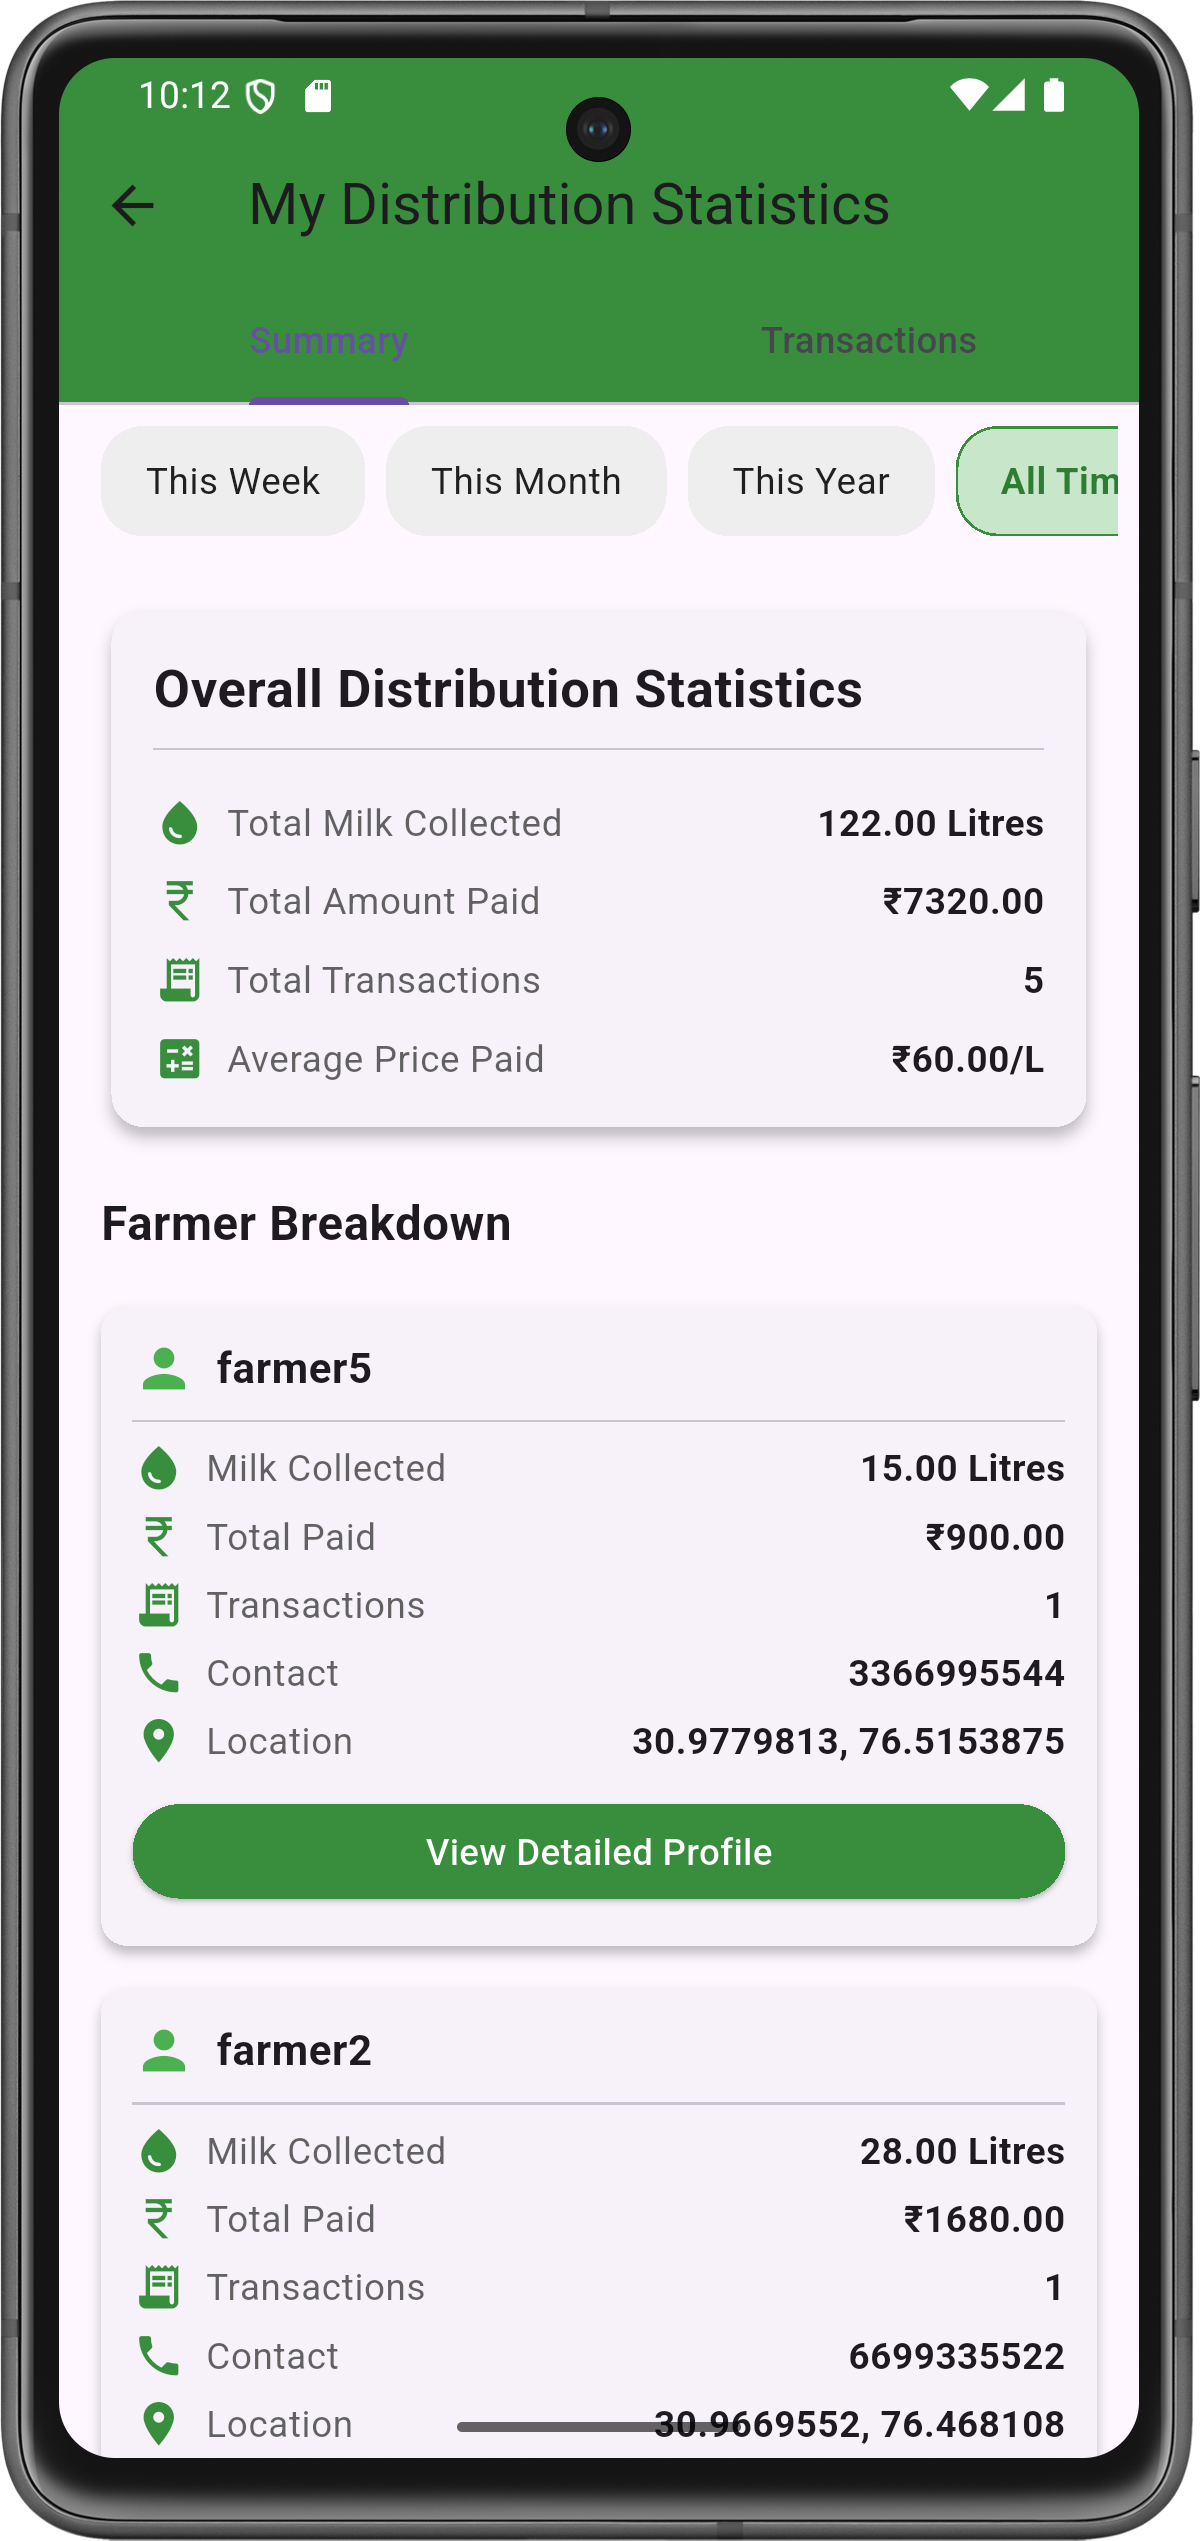 10:12
My Distribution Statistics
Summary Transactions
This Week This Month This Year All Tim
Overall Distribution Statistics
Total Milk Collected 122.00 Litres
Total Amount Paid ₹7320.00
Total Transactions 5
Average Price Paid ₹60.00/L
Farmer Breakdown
farmer5
Milk Collected 15.00 Litres
Total Paid ₹900.00
Transactions 1
Contact 3366995544
Location 30.9779813, 76.5153875
View Detailed Profile
farmer2
Milk Collected 28.00 Litres
Total Paid ₹1680.00
Transactions 1
Contact 6699335522
Location 30.9669552, 76.468108